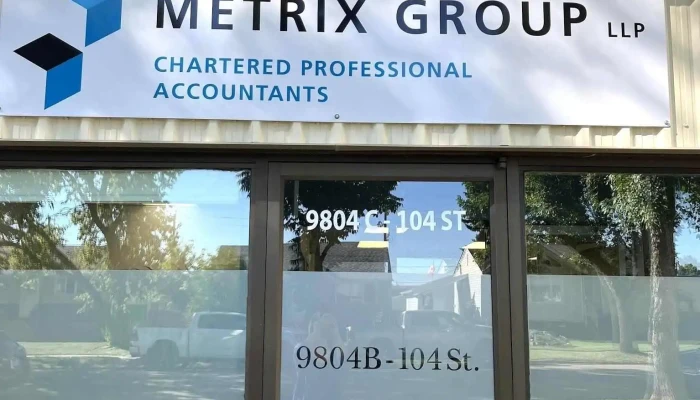 METRIX GROUP LLP
CHARTERED PROFESSIONAL
ACCOUNTANTS
9804 C - 104 ST
9804B - 104 St.